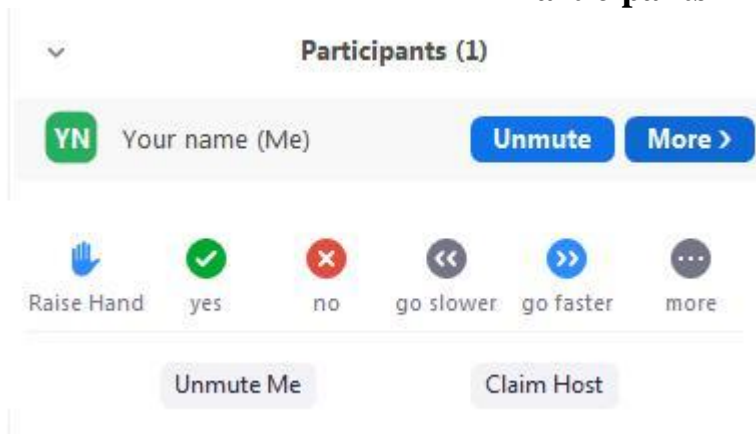 Participants (1)
YN Your name (Me) Unmute More >
Raise Hand yes no go slower go faster more
Unmute Me Claim Host